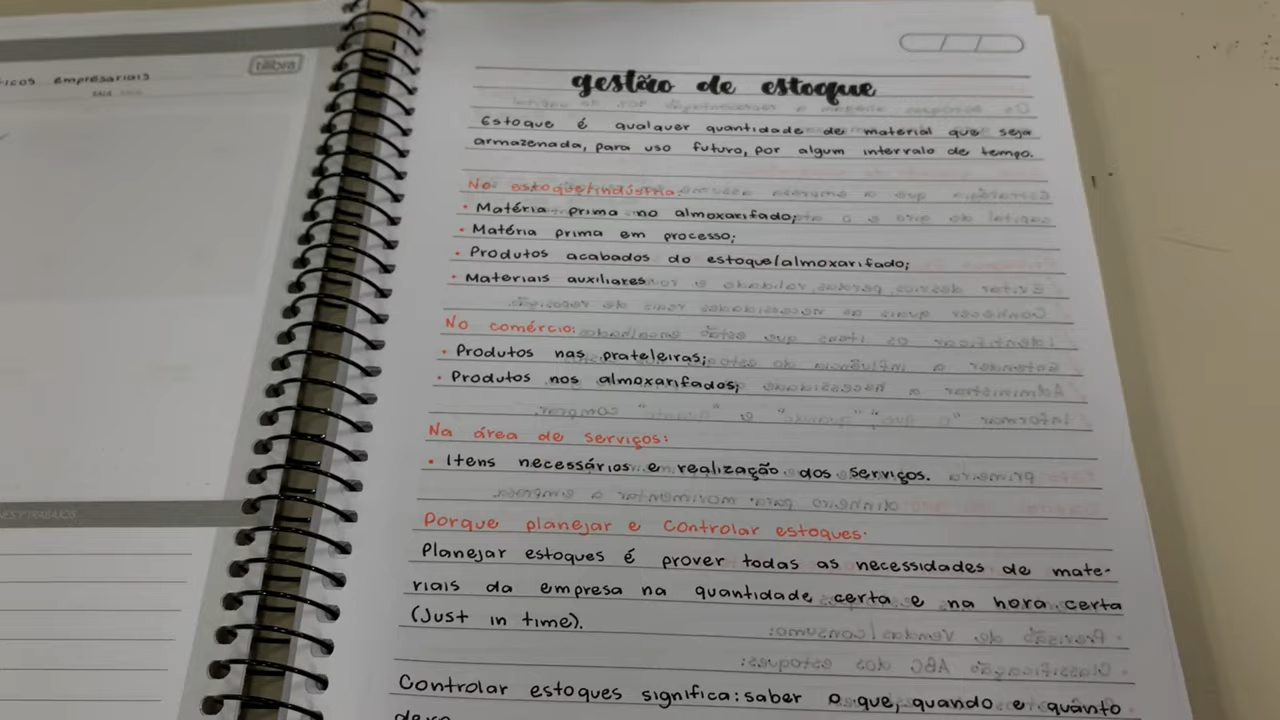 empresariais
tilibra
gestão de estoque
Estoque é qualquer quantidade de material que seja
armazenada, para uso futuro, por algum intervalo de tempo.
No estoque/indústria:
• Matéria prima no almoxarifado;
• Matéria prima em processo;
• Produtos acabados do estoque/almoxarifado;
• Materiais auxiliares
No comércio:
• Produtos nas prateleiras;
• Produtos nos almoxarifados;
Na área de serviços:
• Itens necessários e realização dos serviços.
Porque planejar e controlar estoques.
Planejar estoques é prover todas as necessidades de mate-
riais da empresa na quantidade certa e na hora certa
(Just in time).
Controlar estoques significa: saber o que, quando e quanto